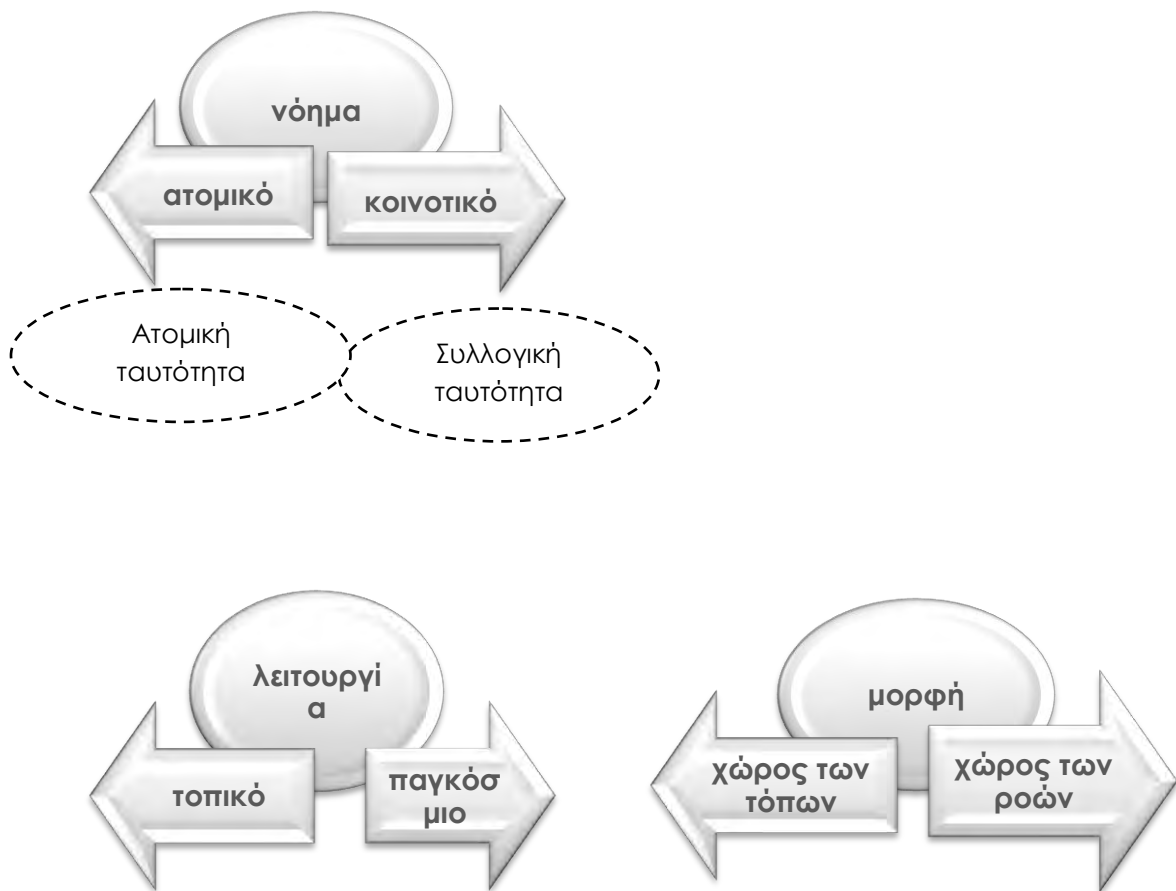 νόημα
ατομικό
κοινοτικό
Ατομική
ταυτότητα
Συλλογική
ταυτότητα
λειτουργί
α
τοπικό
παγκόσ
μιο
μορφή
χώρος των
τόπων
χώρος των
ροών